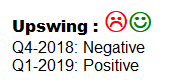 Upswing :
Q4-2018: Negative
Q1-2019: Positive